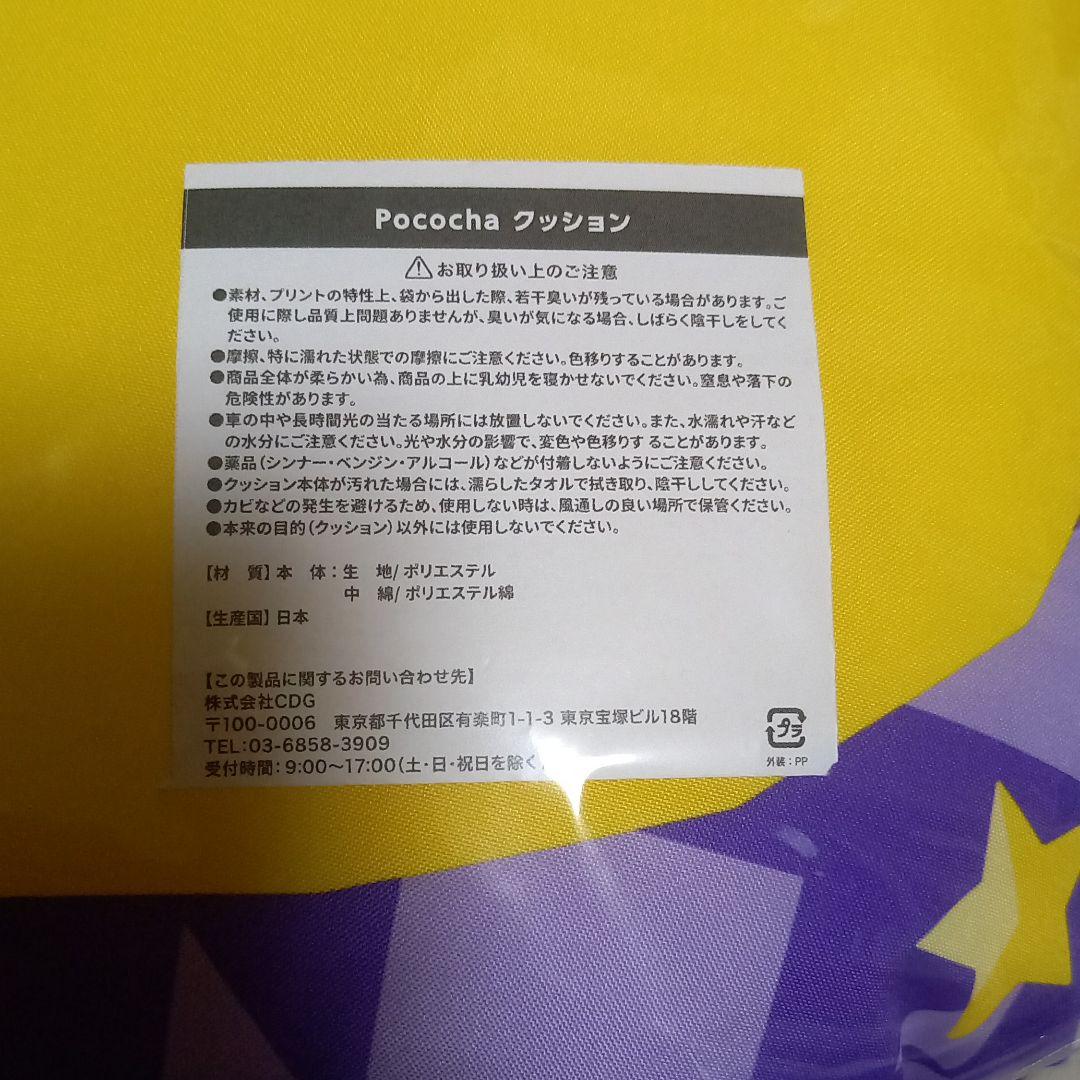 Pococha クッション
⚠お取り扱い上のご注意
●素材、プリントの特性上、袋から出した際、若干臭いが残っている場合があります。ご
使用に際し品質上問題ありませんが、臭いが気になる場合、しばらく陰干しをしてく
ださい。
●摩擦、特に濡れた状態での摩擦にご注意ください。色移りすることがあります。
●商品全体が柔らかい為、商品の上に乳幼児を寝かせないでください。窒息や落下の
危険性があります。
●車の中や長時間光の当たる場所には放置しないでください。また、水濡れや汗など
の水分にご注意ください。光や水分の影響で、変色や色移りす ることがあります。
●薬品(シンナー・ベンジン・アルコール)などが付着しないようにご注意ください。
●クッション本体が汚れた場合には、濡らしたタオルで拭き取り、陰干ししてください。
●カビなどの発生を避けるため、使用しない時は、風通しの良い場所で保管ください。
●本来の目的(クッション)以外には使用しないでください。
【材 質】本 体:生 地/ポリエステル
中 綿/ポリエステル綿
【生産国】日本
【この製品に関するお問い合わせ先】
株式会社CDG
〒100-0006 東京都千代田区有楽町1-1-3 東京宝塚ビル18階
TEL:03-6858-3909
受付時間:9:00~17:00(土・日・祝日を除く)
プラ
外装:PP